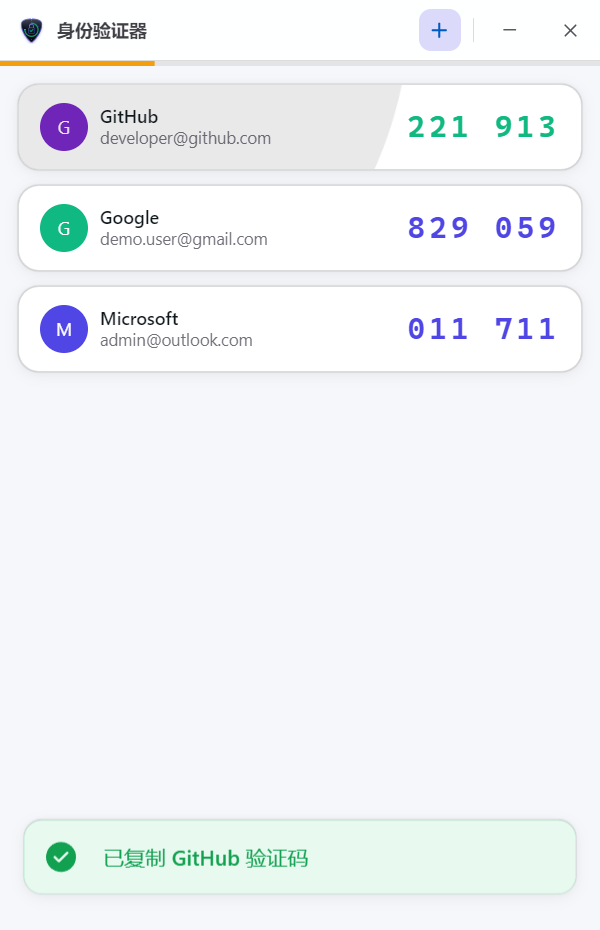 身份验证器
G
GitHub
developer@github.com
221 913
G
Google
demo.user@gmail.com
829 059
M
Microsoft
admin@outlook.com
011 711
已复制 GitHub 验证码